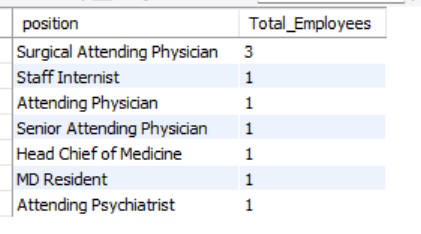 position Total_Employees
Surgical Attending Physician 3
Staff Internist 1
Attending Physician 1
Senior Attending Physician 1
Head Chief of Medicine 1
MD Resident 1
Attending Psychiatrist 1